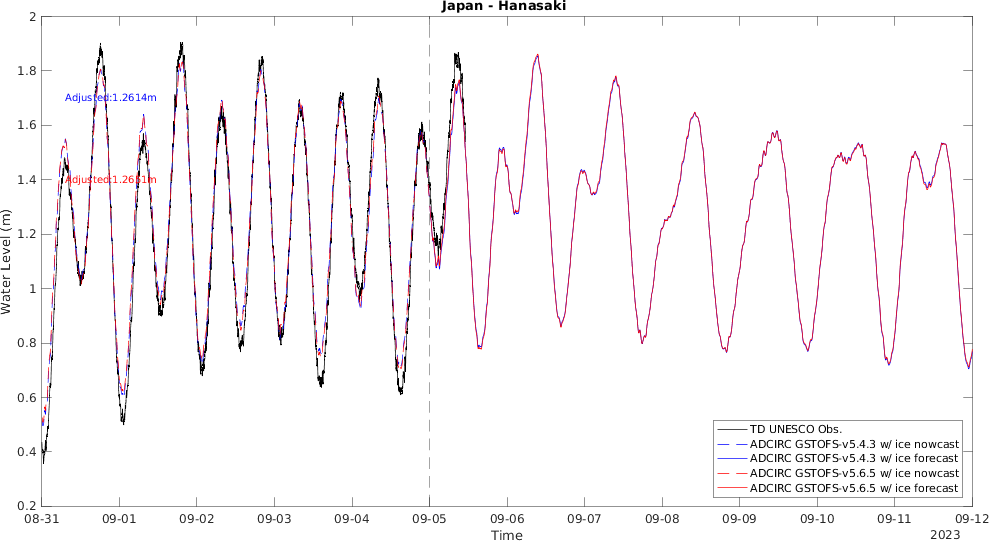 Japan - Hanasaki
2
1.8
1.6
1.4
1.2
1
0.8
0.6
0.4
0.2
Water Level (m)
Adjusted:1.2614m
Adjusted:1.2651m
TD UNESCO Obs.
ADCIRC GSTOFS-v5.4.3 w/ ice nowcast
ADCIRC GSTOFS-v5.4.3 w/ ice forecast
ADCIRC GSTOFS-v5.6.5 w/ ice nowcast
ADCIRC GSTOFS-v5.6.5 w/ ice forecast
08-31 09-01 09-02 09-03 09-04 09-05 09-06 09-07 09-08 09-09 09-10 09-11 09-12
Time
2023